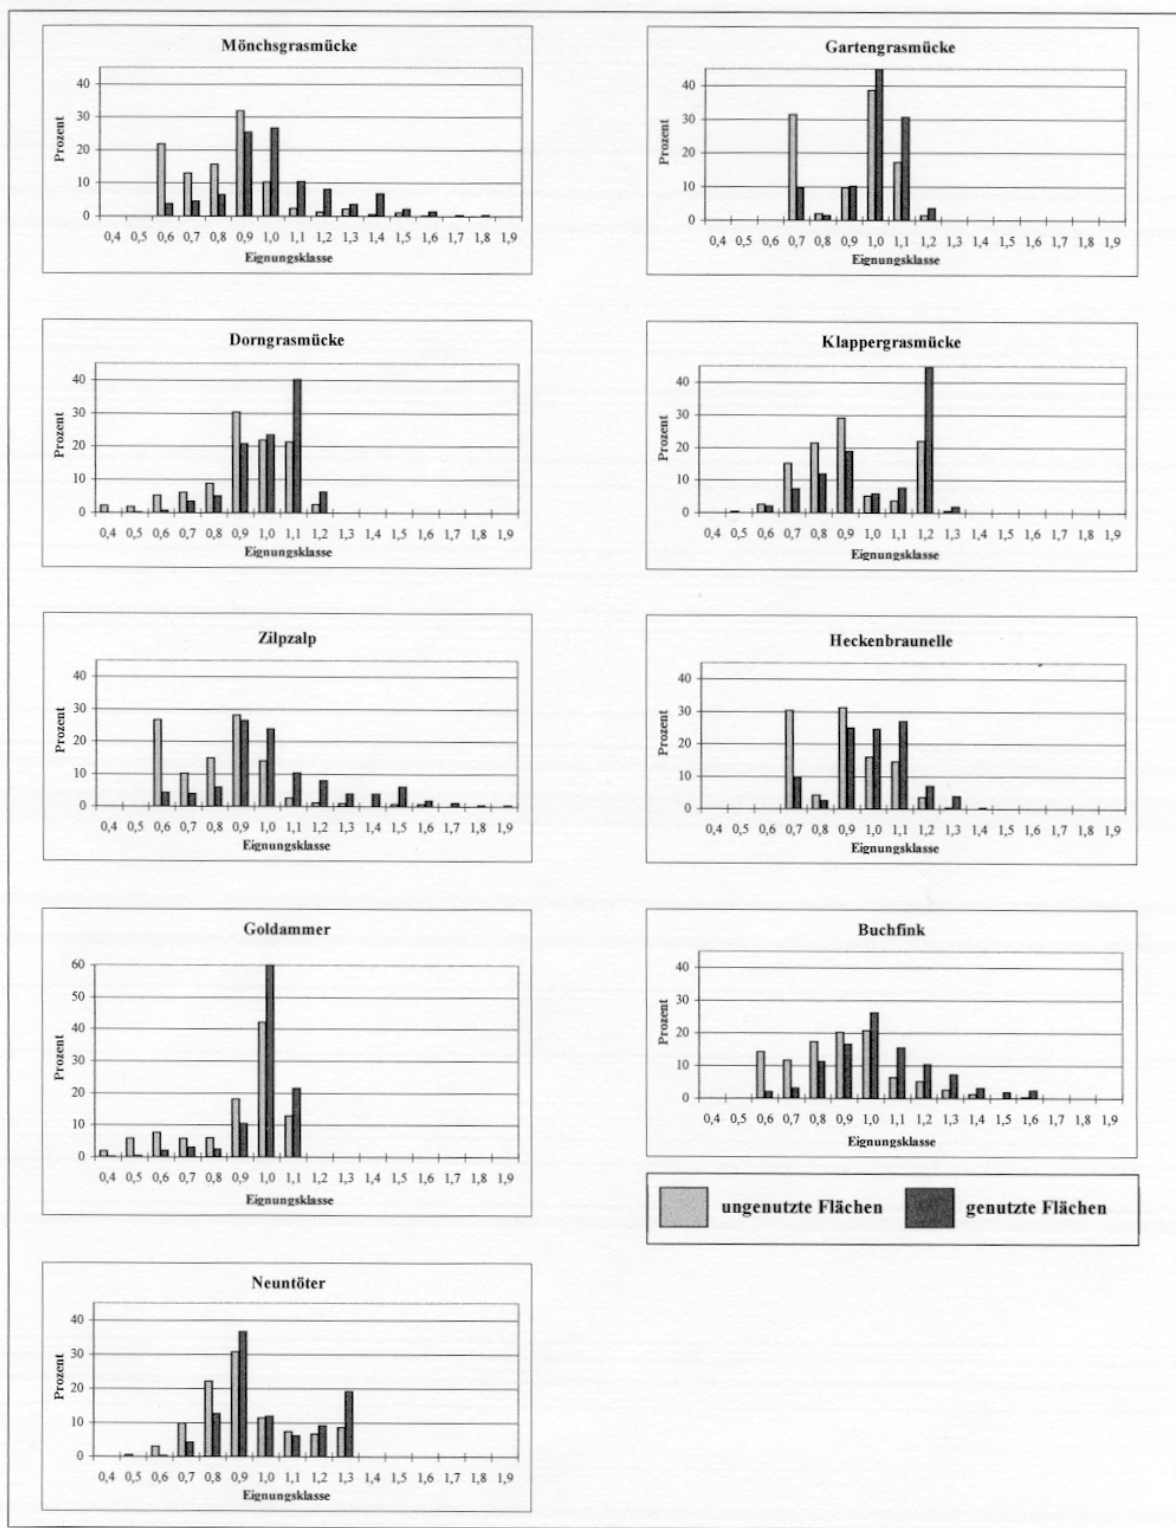 Mönchsgrasmücke
Prozent
40
30
20
10
0
0,4 0,5 0,6 0,7 0,8 0,9 1,0 1,1 1,2 1,3 1,4 1,5 1,6 1,7 1,8 1,9
Eignungsklasse
Gartengrasmücke
Prozent
40
30
20
10
0
0,4 0,5 0,6 0,7 0,8 0,9 1,0 1,1 1,2 1,3 1,4 1,5 1,6 1,7 1,8 1,9
Eignungsklasse
Dorngrasmücke
Prozent
40
30
20
10
0
0,4 0,5 0,6 0,7 0,8 0,9 1,0 1,1 1,2 1,3 1,4 1,5 1,6 1,7 1,8 1,9
Eignungsklasse
Klappergrasmücke
Prozent
40
30
20
10
0
0,4 0,5 0,6 0,7 0,8 0,9 1,0 1,1 1,2 1,3 1,4 1,5 1,6 1,7 1,8 1,9
Eignungsklasse
Zilpzalp
Prozent
40
30
20
10
0
0,4 0,5 0,6 0,7 0,8 0,9 1,0 1,1 1,2 1,3 1,4 1,5 1,6 1,7 1,8 1,9
Eignungsklasse
Heckenbraunelle
Prozent
40
30
20
10
0
0,4 0,5 0,6 0,7 0,8 0,9 1,0 1,1 1,2 1,3 1,4 1,5 1,6 1,7 1,8 1,9
Eignungsklasse
Goldammer
Prozent
60
50
40
30
20
10
0
0,4 0,5 0,6 0,7 0,8 0,9 1,0 1,1 1,2 1,3 1,4 1,5 1,6 1,7 1,8 1,9
Eignungsklasse
Buchfink
Prozent
40
30
20
10
0
0,4 0,5 0,6 0,7 0,8 0,9 1,0 1,1 1,2 1,3 1,4 1,5 1,6 1,7 1,8 1,9
Eignungsklasse
ungenutzte Flächen genutzte Flächen
Neuntöter
Prozent
40
30
20
10
0
0,4 0,5 0,6 0,7 0,8 0,9 1,0 1,1 1,2 1,3 1,4 1,5 1,6 1,7 1,8 1,9
Eignungsklasse